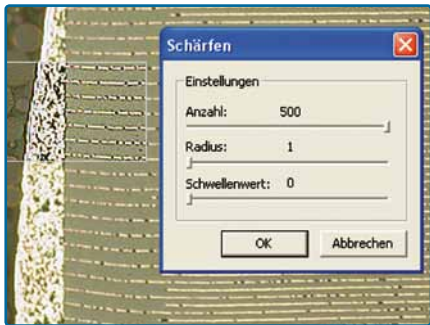 Schärfen
Einstellungen
Anzahl: 500
Radius: 1
Schwellenwert: 0
OK Abbrechen